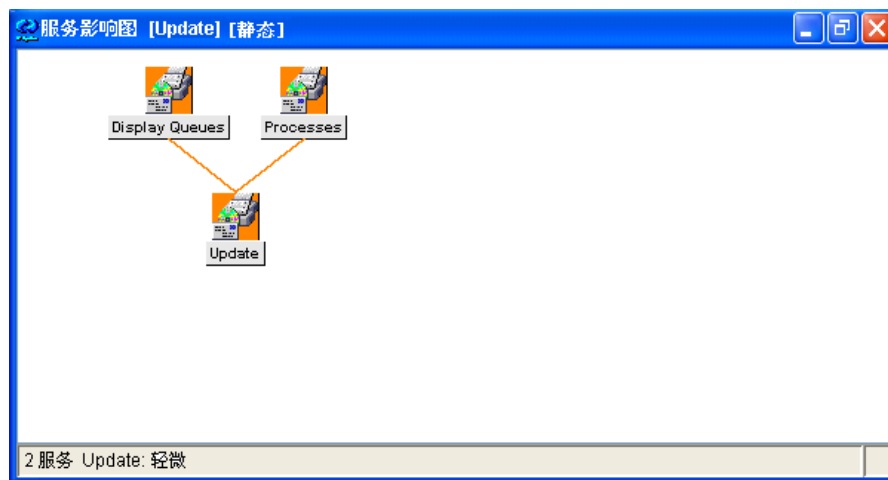 服务影响图 [Update] [静态]
Display Queues
Processes
Update
2 服务 Update: 轻微